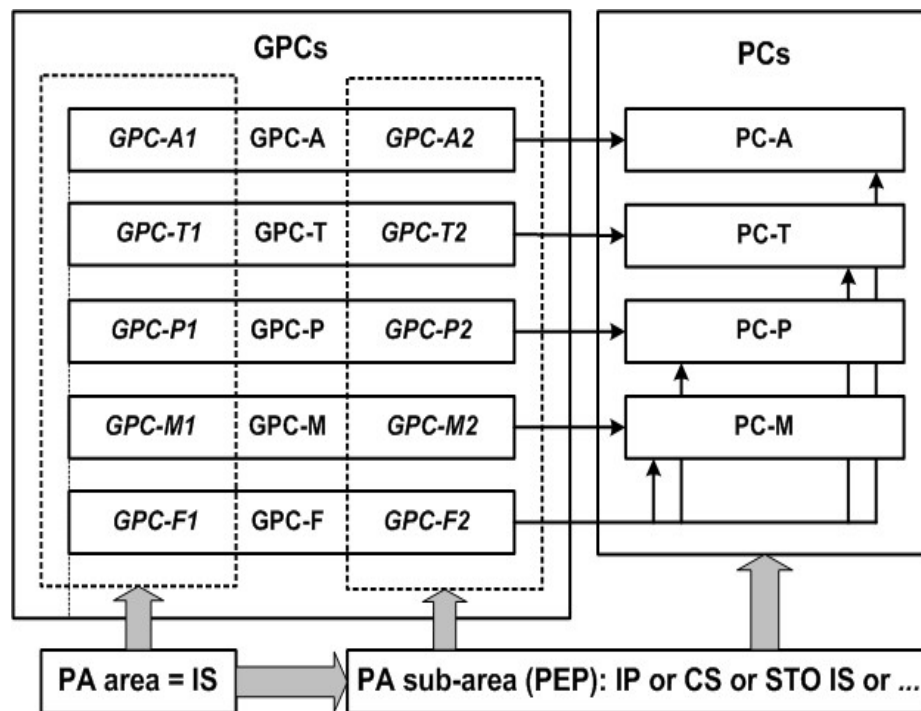 GPCs PCs
GPC-A1 GPC-A GPC-A2 PC-A
GPC-T1 GPC-T GPC-T2 PC-T
GPC-P1 GPC-P GPC-P2 PC-P
GPC-M1 GPC-M GPC-M2 PC-M
GPC-F1 GPC-F GPC-F2
PA area = IS PA sub-area (PEP): IP or CS or STO IS or ...